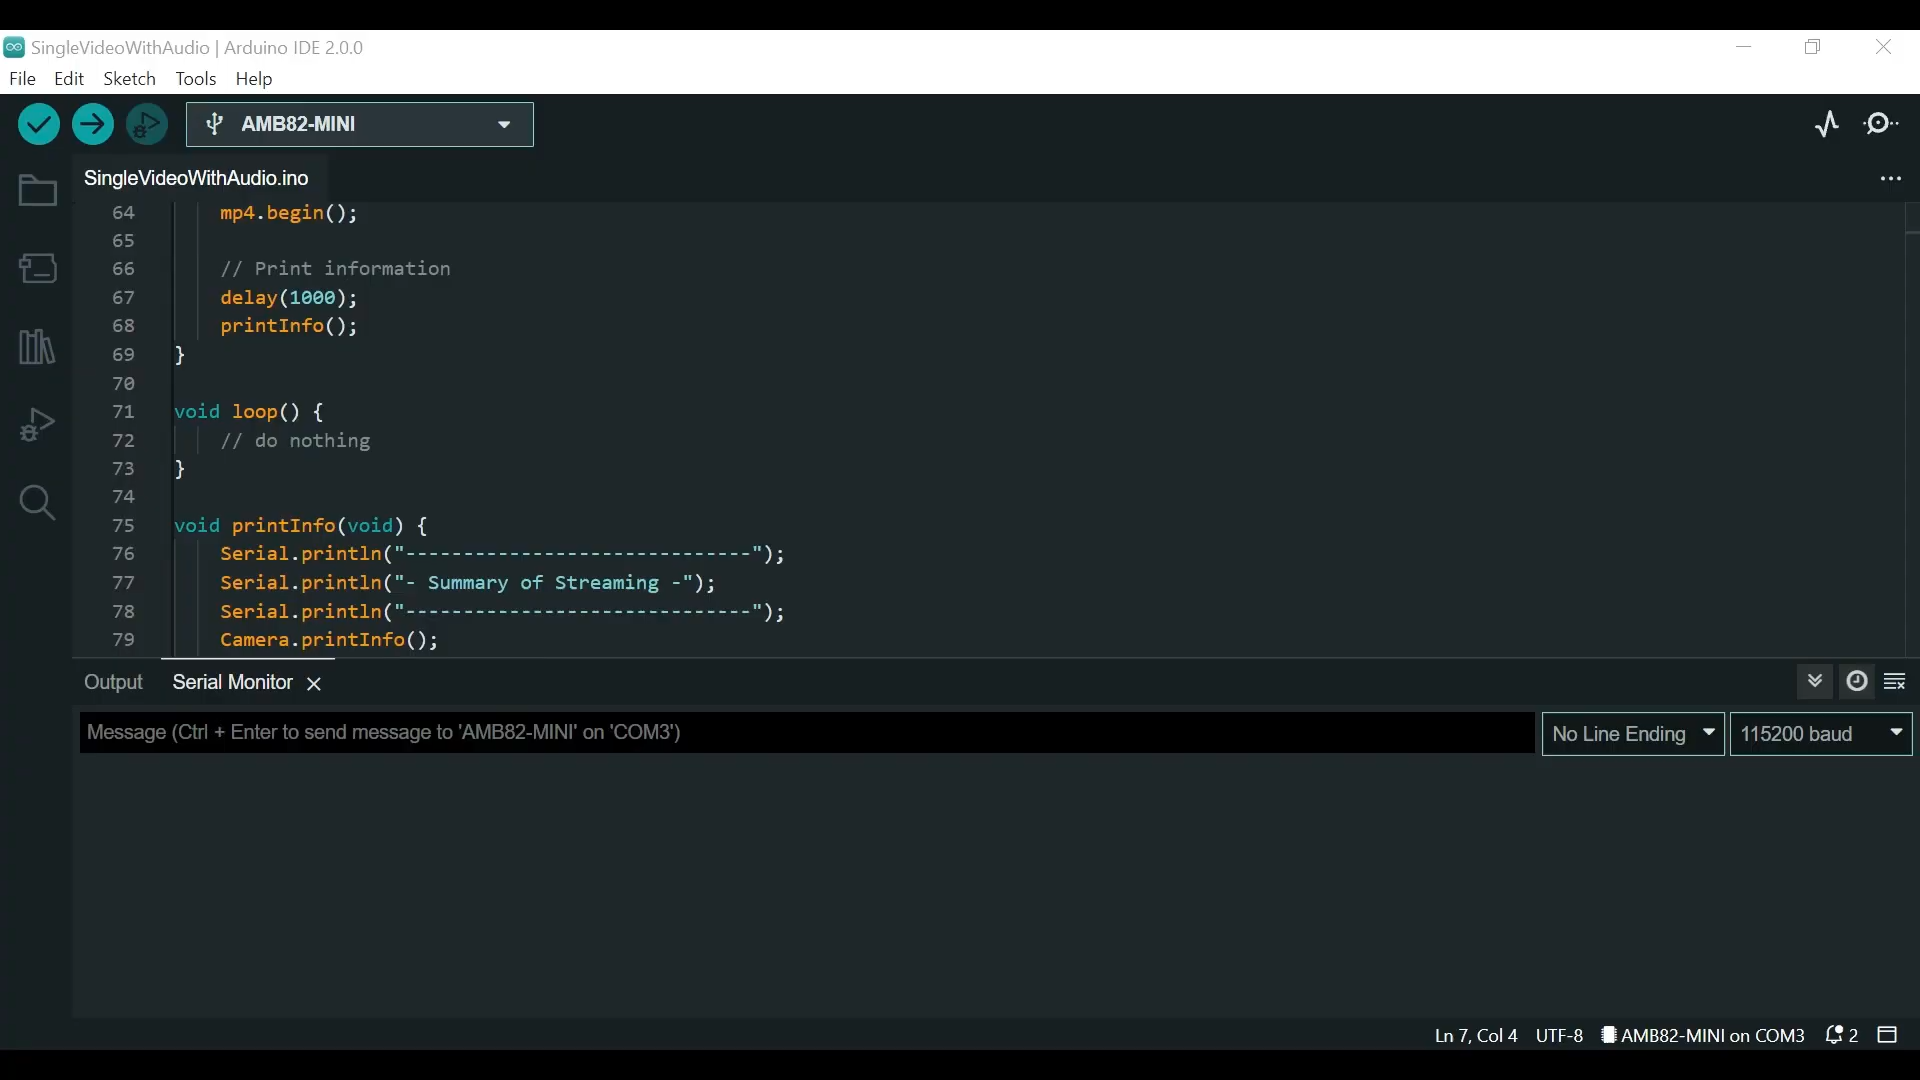 SingleVideoWithAudio | Arduino IDE 2.0.0
File Edit Sketch Tools Help
AMB82-MINI
SingleVideoWithAudio.ino
64 mp4.begin();
65
66 // Print information
67 delay(1000);
68 printInfo();
69 }
70
71 void loop() {
72 // do nothing
73 }
74
75 void printInfo(void) {
76 Serial.println("------------------------------");
77 Serial.println("- Summary of Streaming -");
78 Serial.println("------------------------------");
79 Camera.printInfo();
Output Serial Monitor
Message (Ctrl + Enter to send message to 'AMB82-MINI' on 'COM3')
No Line Ending 115200 baud
Ln 7, Col 4 UTF-8 AMB82-MINI on COM3 2